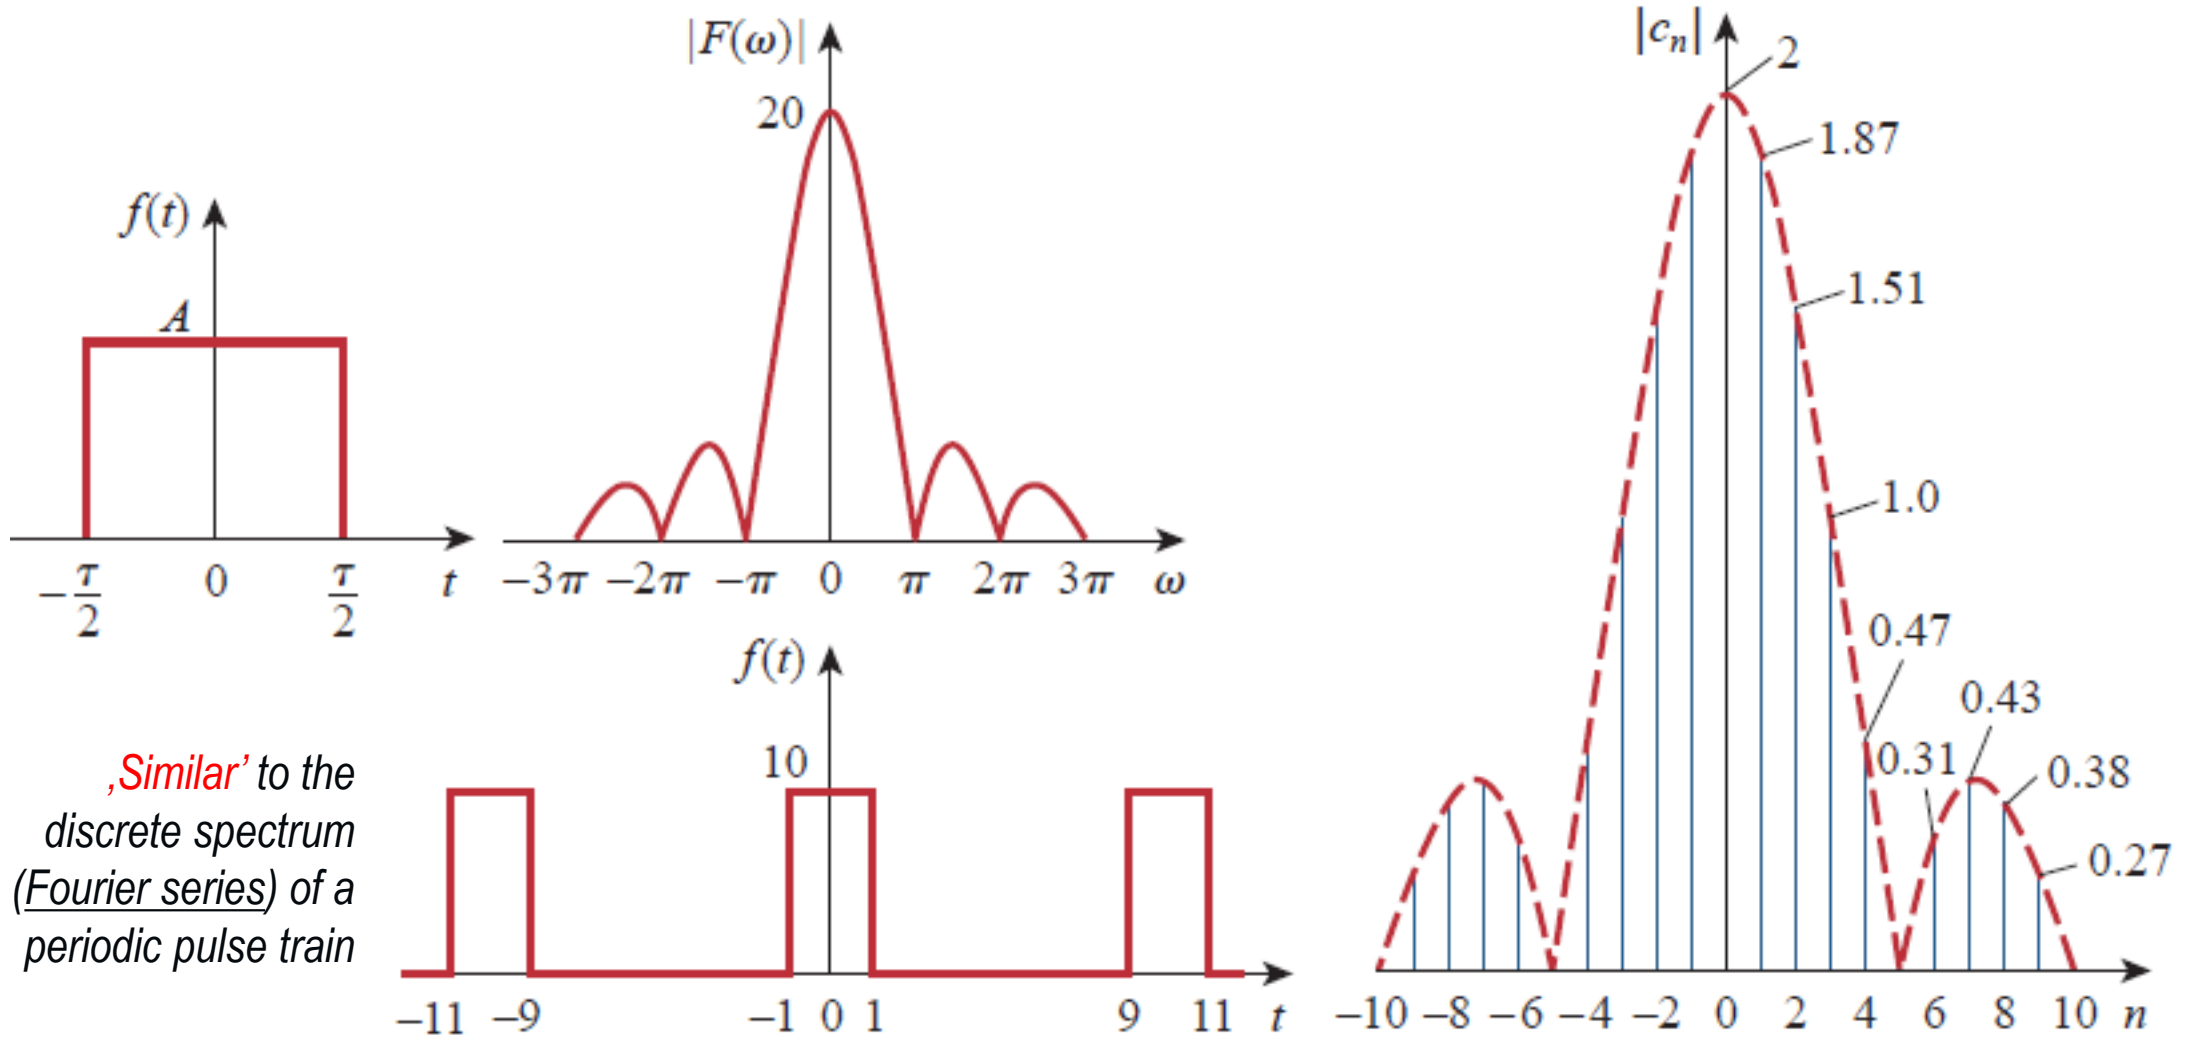 f(t)
A
−τ/2 0 τ/2 t
|F(ω)|
20
−3π −2π −π 0 π 2π 3π ω
‚Similar’ to the
discrete spectrum
(Fourier series) of a
periodic pulse train
f(t)
10
−11 −9 −1 0 1 9 11 t
|cₙ|
2
1.87
1.51
1.0
0.47
0.43
0.31
0.38
0.27
−10 −8 −6 −4 −2 0 2 4 6 8 10 n